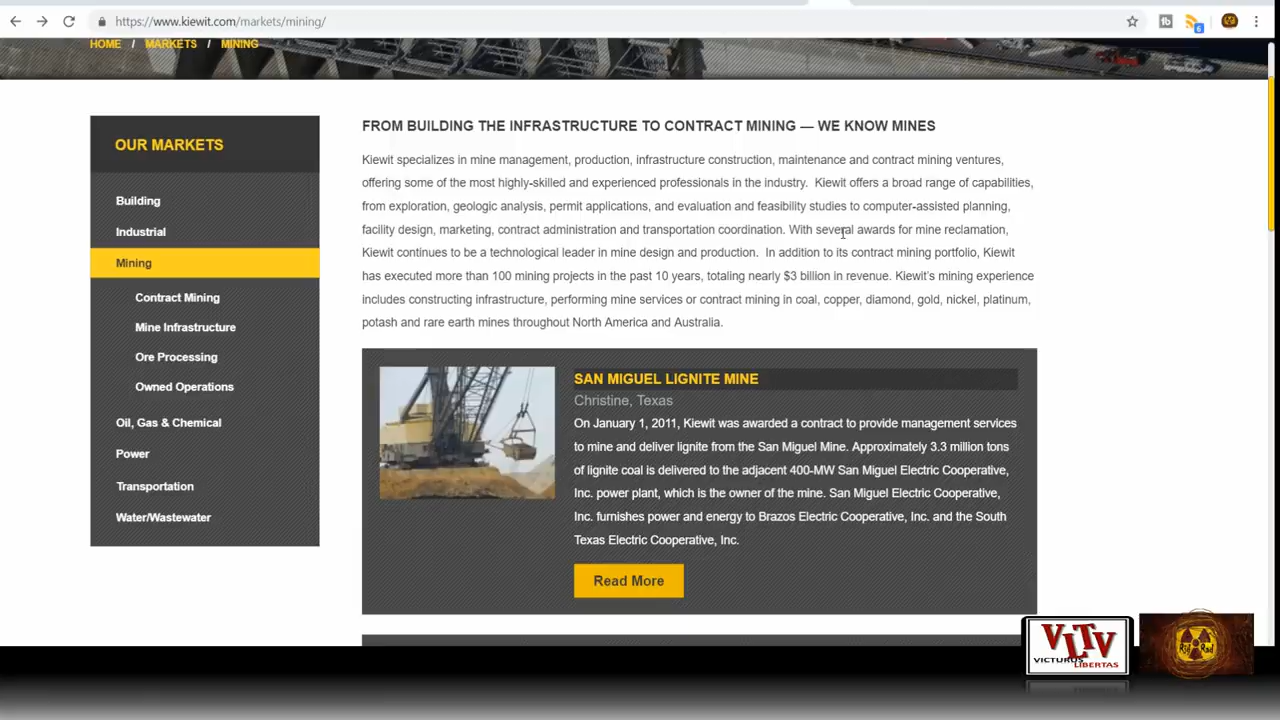 https://www.kiewit.com/markets/mining/
6
HOME / MARKETS / MINING
OUR MARKETS
Building
Industrial
Mining
Contract Mining
Mine Infrastructure
Ore Processing
Owned Operations
Oil, Gas & Chemical
Power
Transportation
Water/Wastewater
FROM BUILDING THE INFRASTRUCTURE TO CONTRACT MINING — WE KNOW MINES
Kiewit specializes in mine management, production, infrastructure construction, maintenance and contract mining ventures,
offering some of the most highly-skilled and experienced professionals in the industry. Kiewit offers a broad range of capabilities,
from exploration, geologic analysis, permit applications, and evaluation and feasibility studies to computer-assisted planning,
facility design, marketing, contract administration and transportation coordination. With several awards for mine reclamation,
Kiewit continues to be a technological leader in mine design and production. In addition to its contract mining portfolio, Kiewit
has executed more than 100 mining projects in the past 10 years, totaling nearly $3 billion in revenue. Kiewit's mining experience
includes constructing infrastructure, performing mine services or contract mining in coal, copper, diamond, gold, nickel, platinum,
potash and rare earth mines throughout North America and Australia.
SAN MIGUEL LIGNITE MINE
Christine, Texas
On January 1, 2011, Kiewit was awarded a contract to provide management services
to mine and deliver lignite from the San Miguel Mine. Approximately 3.3 million tons
of lignite coal is delivered to the adjacent 400-MW San Miguel Electric Cooperative,
Inc. power plant, which is the owner of the mine. San Miguel Electric Cooperative,
Inc. furnishes power and energy to Brazos Electric Cooperative, Inc. and the South
Texas Electric Cooperative, Inc.
Read More
VLTV
VICTURUS
LIBERTAS